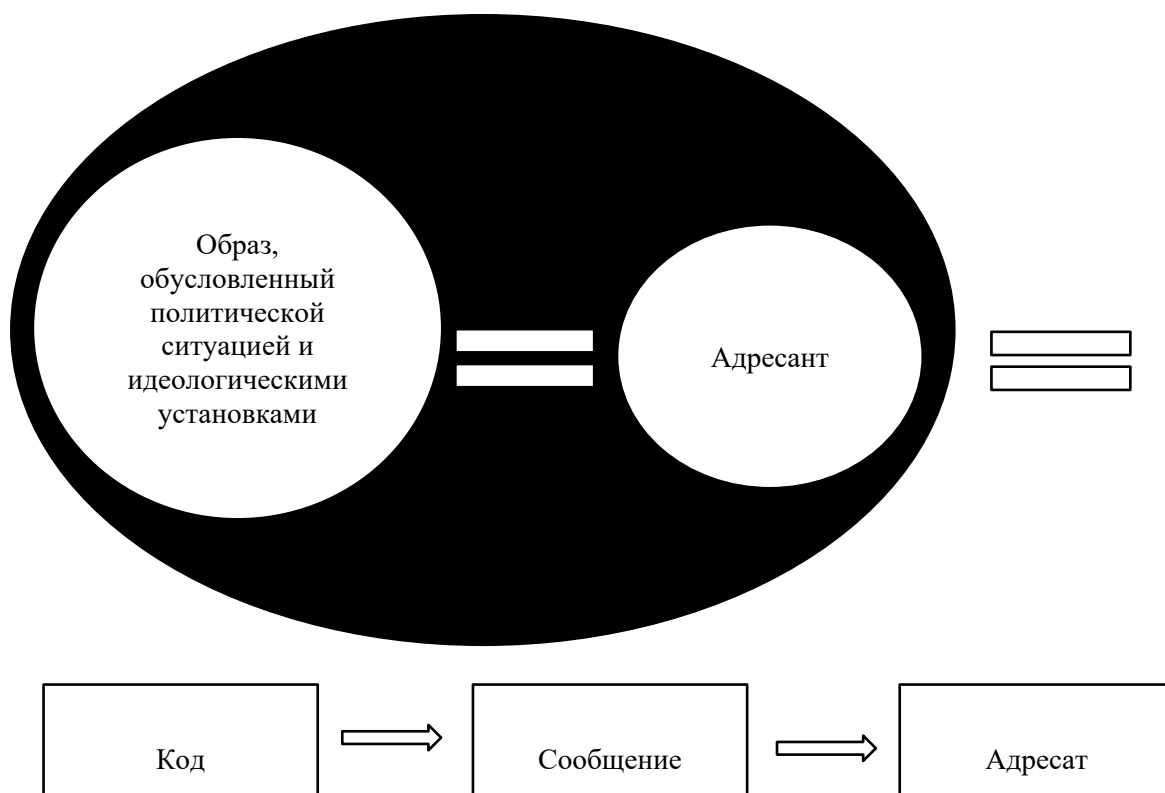 Образ,
обусловленный
политической
ситуацией и
идеологическими
установками
Адресант
Код
Сообщение
Адресат